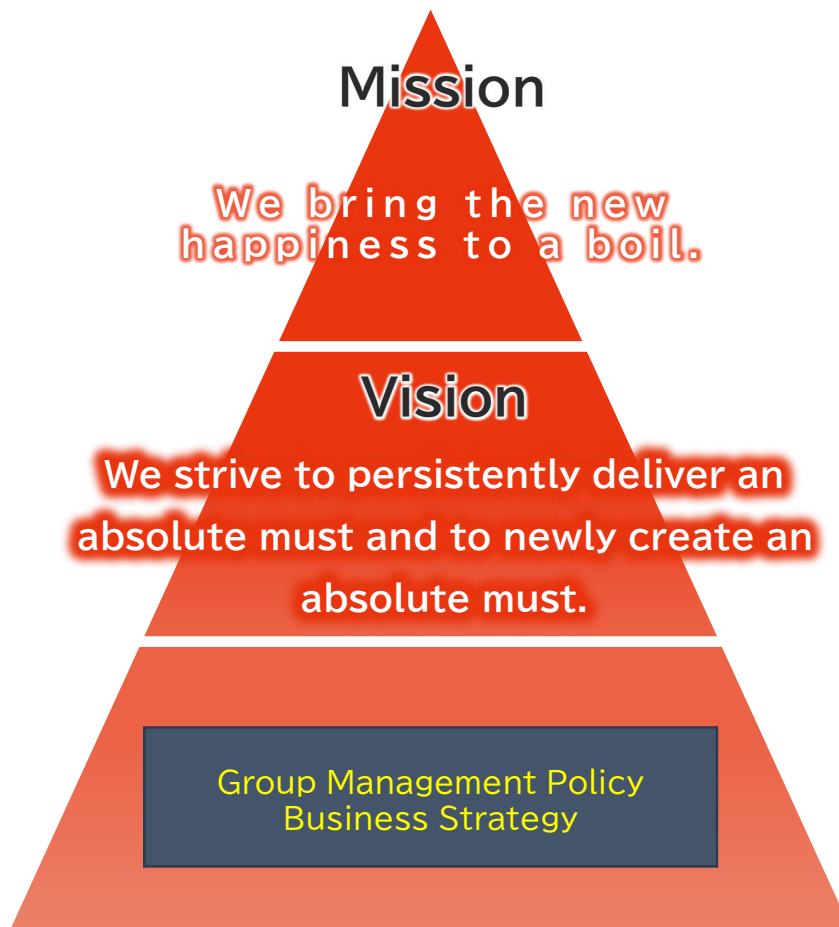 Mission
We bring the new
happiness to a boil.
Vision
We strive to persistently deliver an
absolute must and to newly create an
absolute must.
Group Management Policy
Business Strategy